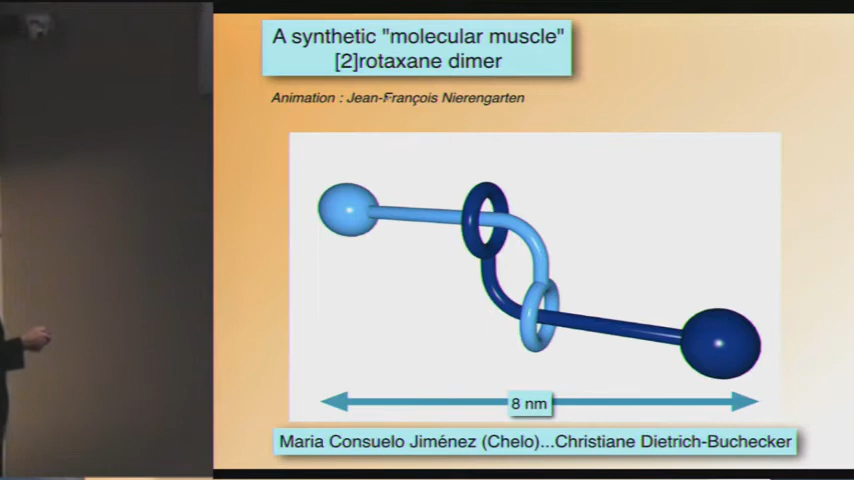 A synthetic "molecular muscle"
[2]rotaxane dimer
Animation : Jean-François Nierengarten
8 nm
Maria Consuelo Jiménez (Chelo)...Christiane Dietrich-Buchecker